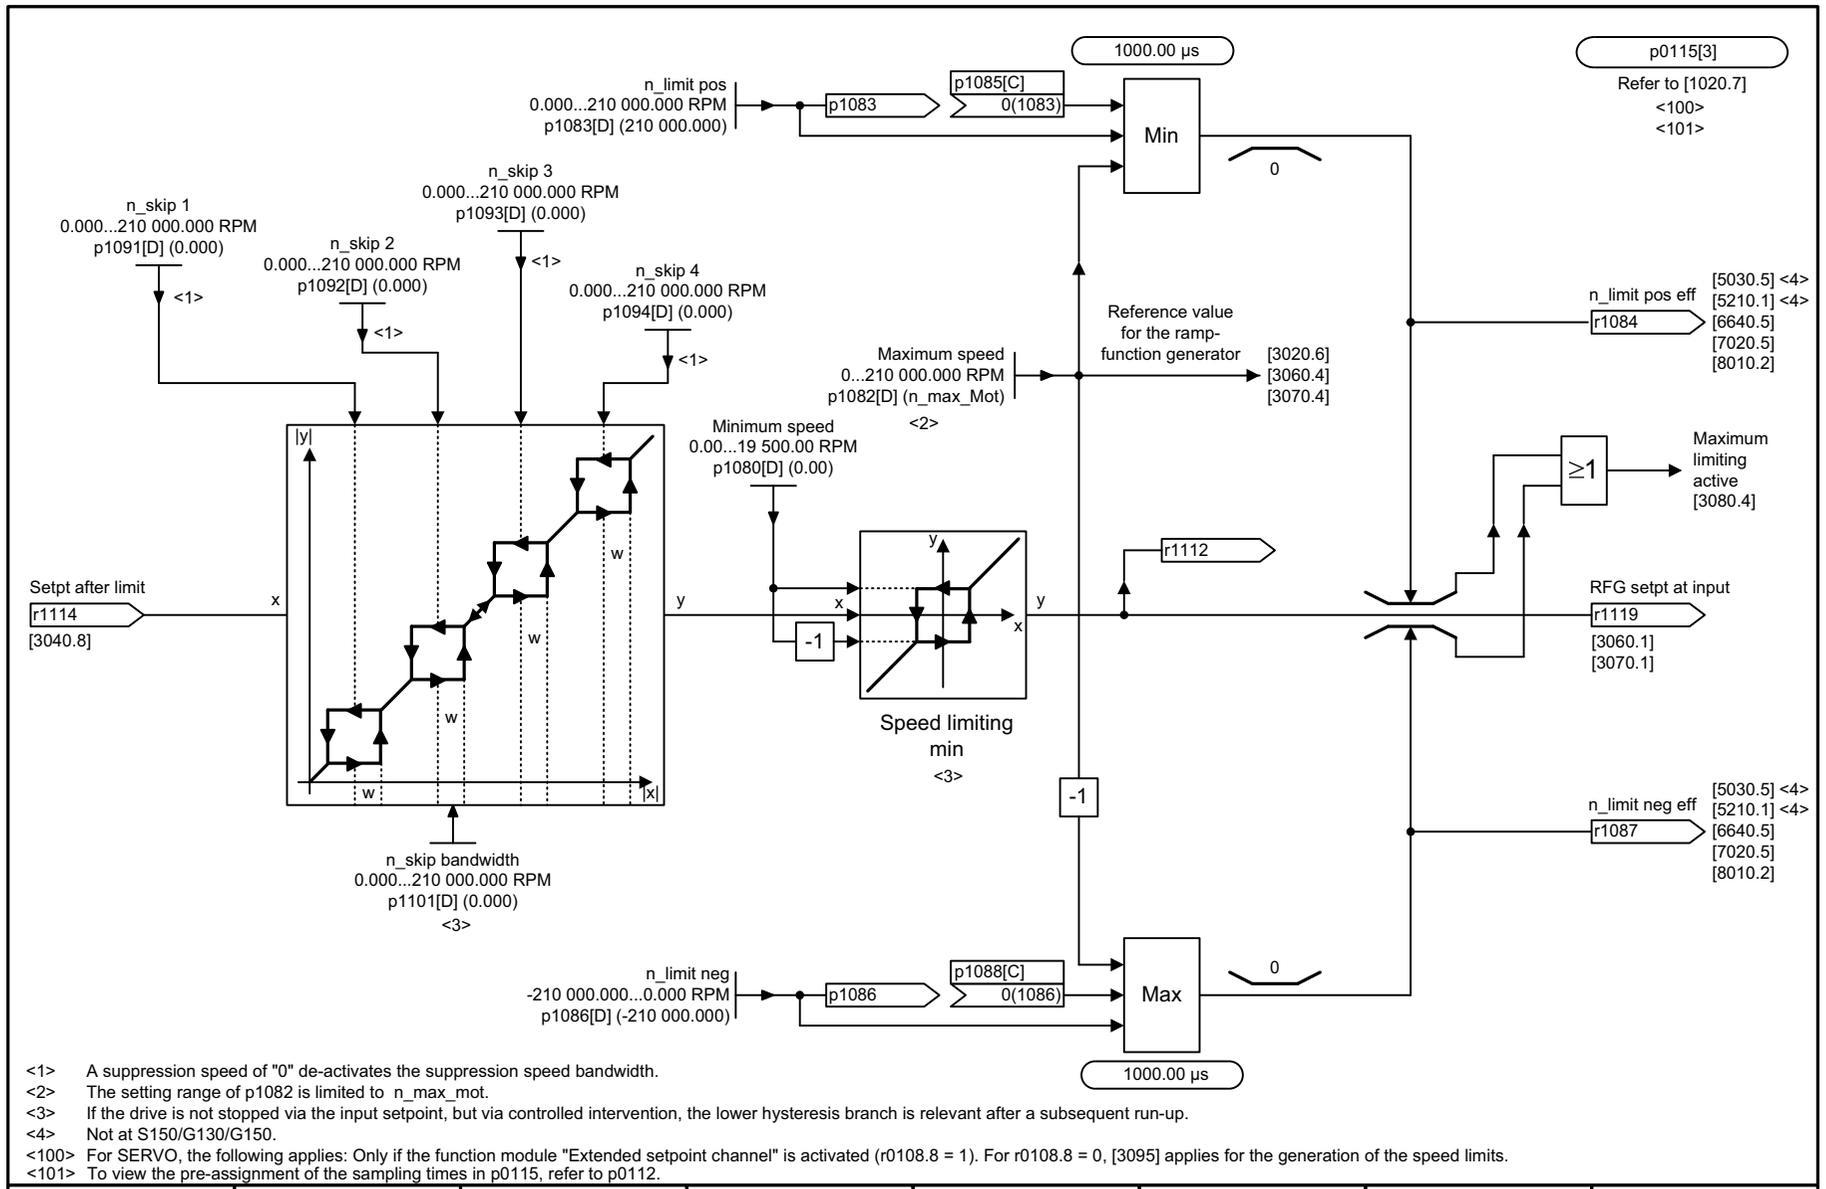 1000.00 µs
p0115[3]
Refer to [1020.7]
<100>
<101>
n_limit pos
0.000...210 000.000 RPM
p1083[D] (210 000.000)
p1083
p1085[C]
0(1083)
Min
0
n_skip 1
0.000...210 000.000 RPM
p1091[D] (0.000)
<1>
n_skip 2
0.000...210 000.000 RPM
p1092[D] (0.000)
<1>
n_skip 3
0.000...210 000.000 RPM
p1093[D] (0.000)
<1>
n_skip 4
0.000...210 000.000 RPM
p1094[D] (0.000)
<1>
Maximum speed
0...210 000.000 RPM
p1082[D] (n_max_Mot)
<2>
Reference value
for the ramp-
function generator
[3020.6]
[3060.4]
[3070.4]
n_limit pos eff
r1084
[5030.5] <4>
[5210.1] <4>
[6640.5]
[7020.5]
[8010.2]
Minimum speed
0.00...19 500.00 RPM
p1080[D] (0.00)
≥1
Maximum
limiting
active
[3080.4]
Setpt after limit
r1114
[3040.8]
x
|y|
w
w
w
w
|x|
y
x
-1
y
x
y
Speed limiting
min
<3>
r1112
RFG setpt at input
r1119
[3060.1]
[3070.1]
-1
n_skip bandwidth
0.000...210 000.000 RPM
p1101[D] (0.000)
<3>
n_limit neg eff
r1087
[5030.5] <4>
[5210.1] <4>
[6640.5]
[7020.5]
[8010.2]
n_limit neg
-210 000.000...0.000 RPM
p1086[D] (-210 000.000)
p1086
p1088[C]
0(1086)
Max
0
1000.00 µs
<1> A suppression speed of "0" de-activates the suppression speed bandwidth.
<2> The setting range of p1082 is limited to n_max_mot.
<3> If the drive is not stopped via the input setpoint, but via controlled intervention, the lower hysteresis branch is relevant after a subsequent run-up.
<4> Not at S150/G130/G150.
<100> For SERVO, the following applies: Only if the function module "Extended setpoint channel" is activated (r0108.8 = 1). For r0108.8 = 0, [3095] applies for the generation of the speed limits.
<101> To view the pre-assignment of the sampling times in p0115, refer to p0112.